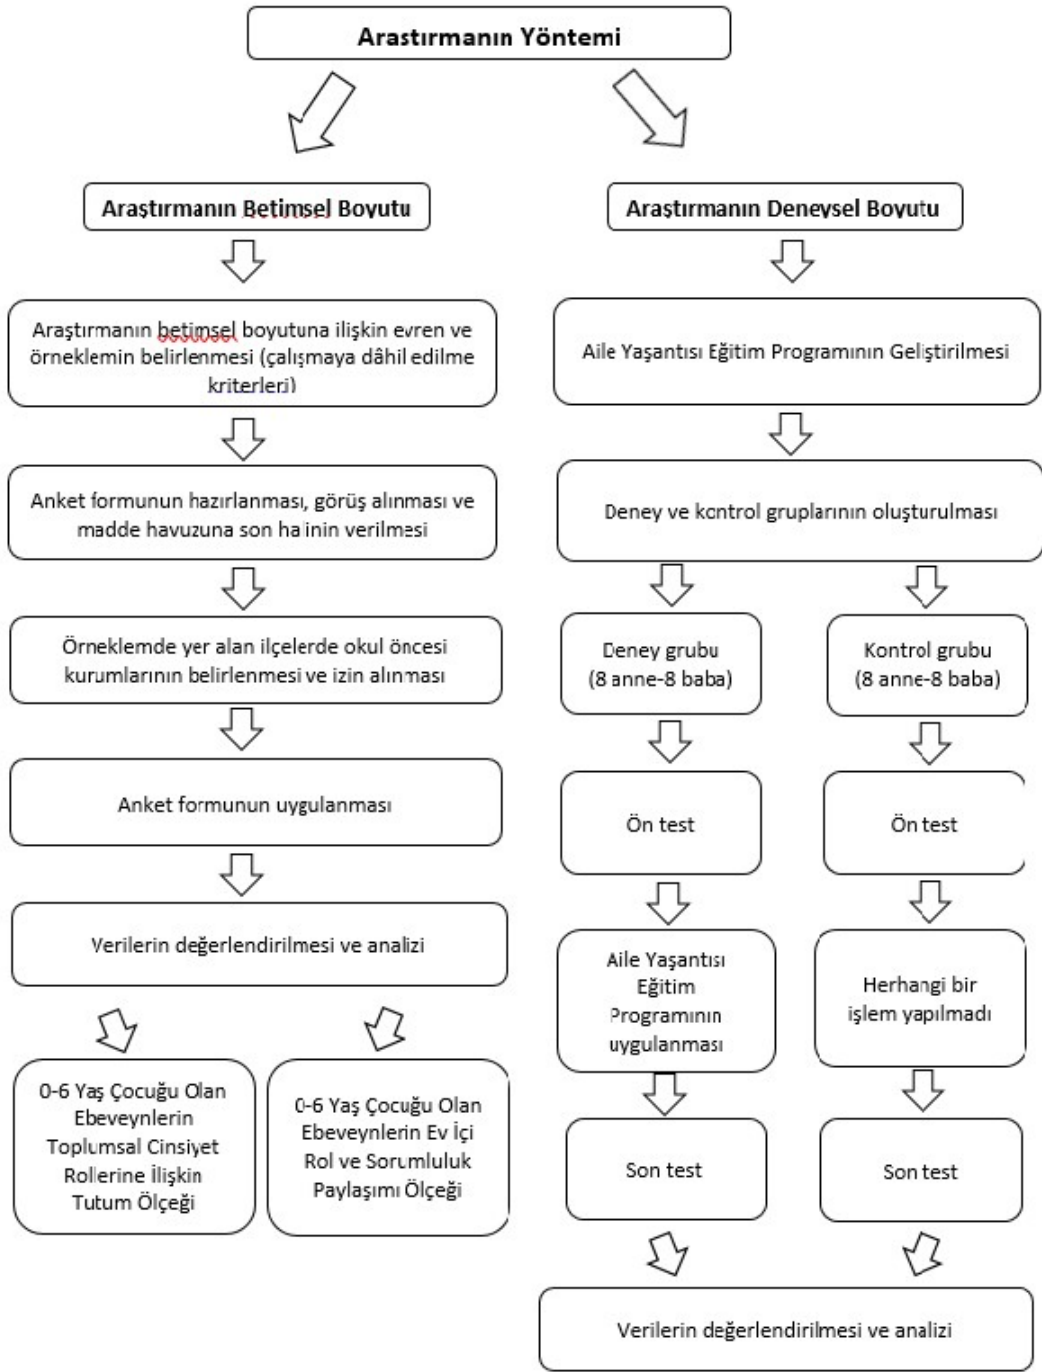 Arastırmanın Yöntemi
Araştırmanın Betimsel Boyutu
Araştırmanın betimsel boyutuna ilişkin evren ve
örneklemin belirlenmesi (çalışmaya dâhil edilme
kriterleri)
Anket formunun hazırlanması, görüş alınması ve
madde havuzuna son halinin verilmesi
Örneklemde yer alan ilçelerde okul öncesi
kurumlarının belirlenmesi ve izin alınması
Anket formunun uygulanması
Verilerin değerlendirilmesi ve analizi
0-6 Yaş Çocuğu Olan
Ebeveynlerin
Toplumsal Cinsiyet
Rollerine İlişkin
Tutum Ölçeği
0-6 Yaş Çocuğu Olan
Ebeveynlerin Ev İçi
Rol ve Sorumluluk
Paylaşımı Ölçeği
Araştırmanın Deneysel Boyutu
Aile Yaşantısı Eğitim Programının Geliştirilmesi
Deney ve kontrol gruplarının oluşturulması
Deney grubu
(8 anne-8 baba)
Kontrol grubu
(8 anne-8 baba)
Ön test
Ön test
Aile Yaşantısı
Eğitim
Programının
uygulanması
Herhangi bir
işlem yapılmadı
Son test
Son test
Verilerin değerlendirilmesi ve analizi